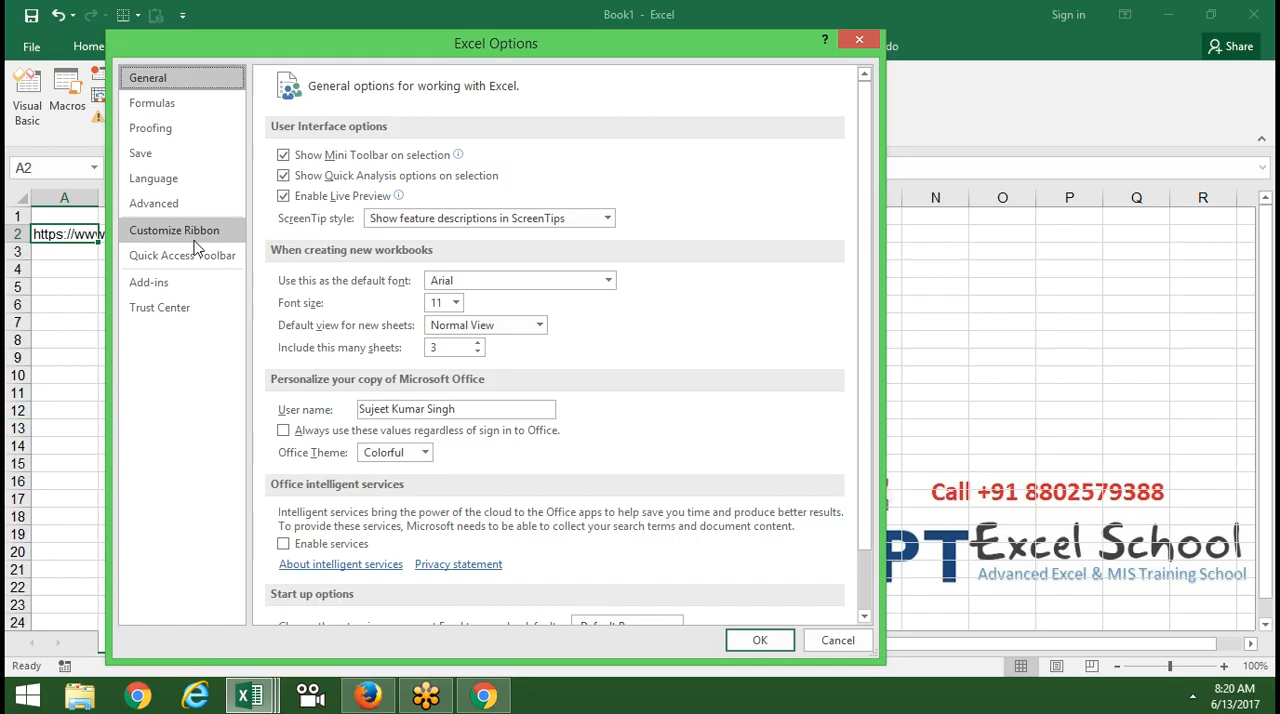 Book1 - Excel
Sign in
File
Home
do
Share
Visual Basic
Macros
A2
Excel Options
?
General
Formulas
Proofing
Save
Language
Advanced
Customize Ribbon
Quick Access Toolbar
Add-ins
Trust Center
General options for working with Excel.
User Interface options
Show Mini Toolbar on selection
Show Quick Analysis options on selection
Enable Live Preview
ScreenTip style: Show feature descriptions in ScreenTips
When creating new workbooks
Use this as the default font: Arial
Font size: 11
Default view for new sheets: Normal View
Include this many sheets: 3
Personalize your copy of Microsoft Office
User name: Sujeet Kumar Singh
Always use these values regardless of sign in to Office.
Office Theme: Colorful
Office intelligent services
Intelligent services bring the power of the cloud to the Office apps to help save you time and produce better results.
To provide these services, Microsoft needs to be able to collect your search terms and document content.
Enable services
About intelligent services Privacy statement
Start up options
OK Cancel
A N O P Q R
1
2 https://www
3
4
5
6
7
8
9
10
11
12
13
14
15
16
17
18
19
20
21
22
23
24
Call +91 8802579388
PT Excel School
Advanced Excel & MIS Training School
Ready
100%
8:20 AM
6/13/2017